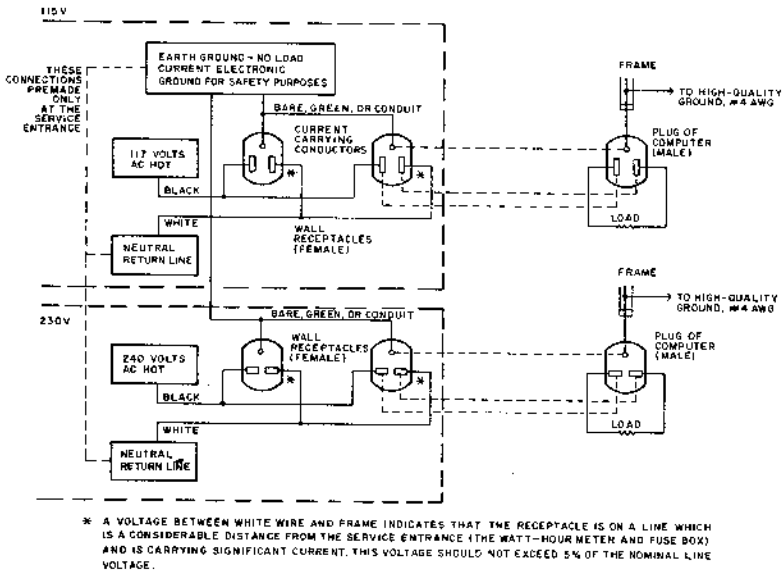 115V
EARTH GROUND - NO LOAD
CURRENT ELECTRONIC
GROUND FOR SAFETY PURPOSES
THESE
CONNECTIONS
PREMADE
ONLY
AT THE
SERVICE
ENTRANCE
BARE, GREEN, OR CONDUIT
CURRENT
CARRYING
CONDUCTORS
117 VOLTS
AC HOT
*
*
BLACK
WHITE
NEUTRAL
RETURN LINE
WALL
RECEPTACLES
(FEMALE)
FRAME
TO HIGH-QUALITY
GROUND, #4 AWG
PLUG OF
COMPUTER
(MALE)
LOAD
230V
BARE, GREEN, OR CONDUIT
WALL
RECEPTACLES
(FEMALE)
240 VOLTS
AC HOT
*
*
BLACK
WHITE
NEUTRAL
RETURN LINE
FRAME
TO HIGH-QUALITY
GROUND, #4 AWG
PLUG OF
COMPUTER
(MALE)
LOAD
* A VOLTAGE BETWEEN WHITE WIRE AND FRAME INDICATES THAT THE RECEPTACLE IS ON A LINE WHICH
IS A CONSIDERABLE DISTANCE FROM THE SERVICE ENTRANCE (THE WATT-HOUR METER AND FUSE BOX)
AND IS CARRYING SIGNIFICANT CURRENT. THIS VOLTAGE SHOULD NOT EXCEED 5% OF THE NOMINAL LINE
VOLTAGE.